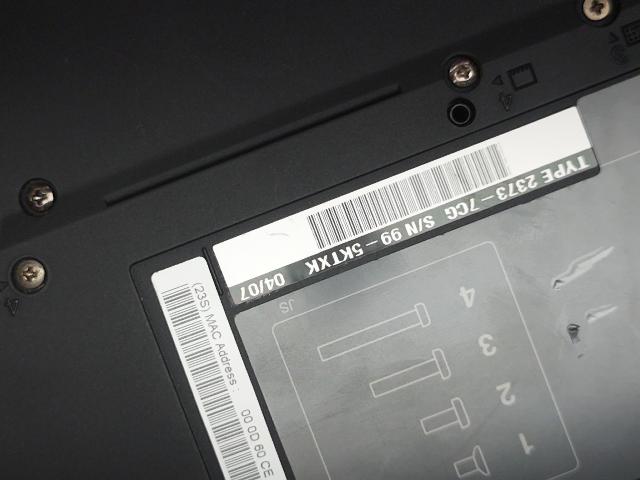 TYPE 2373-7CG S/N 99-5KTXK 04/07
(23S) MAC Address :
00 0D 60 CE
JS
4
3
2
1